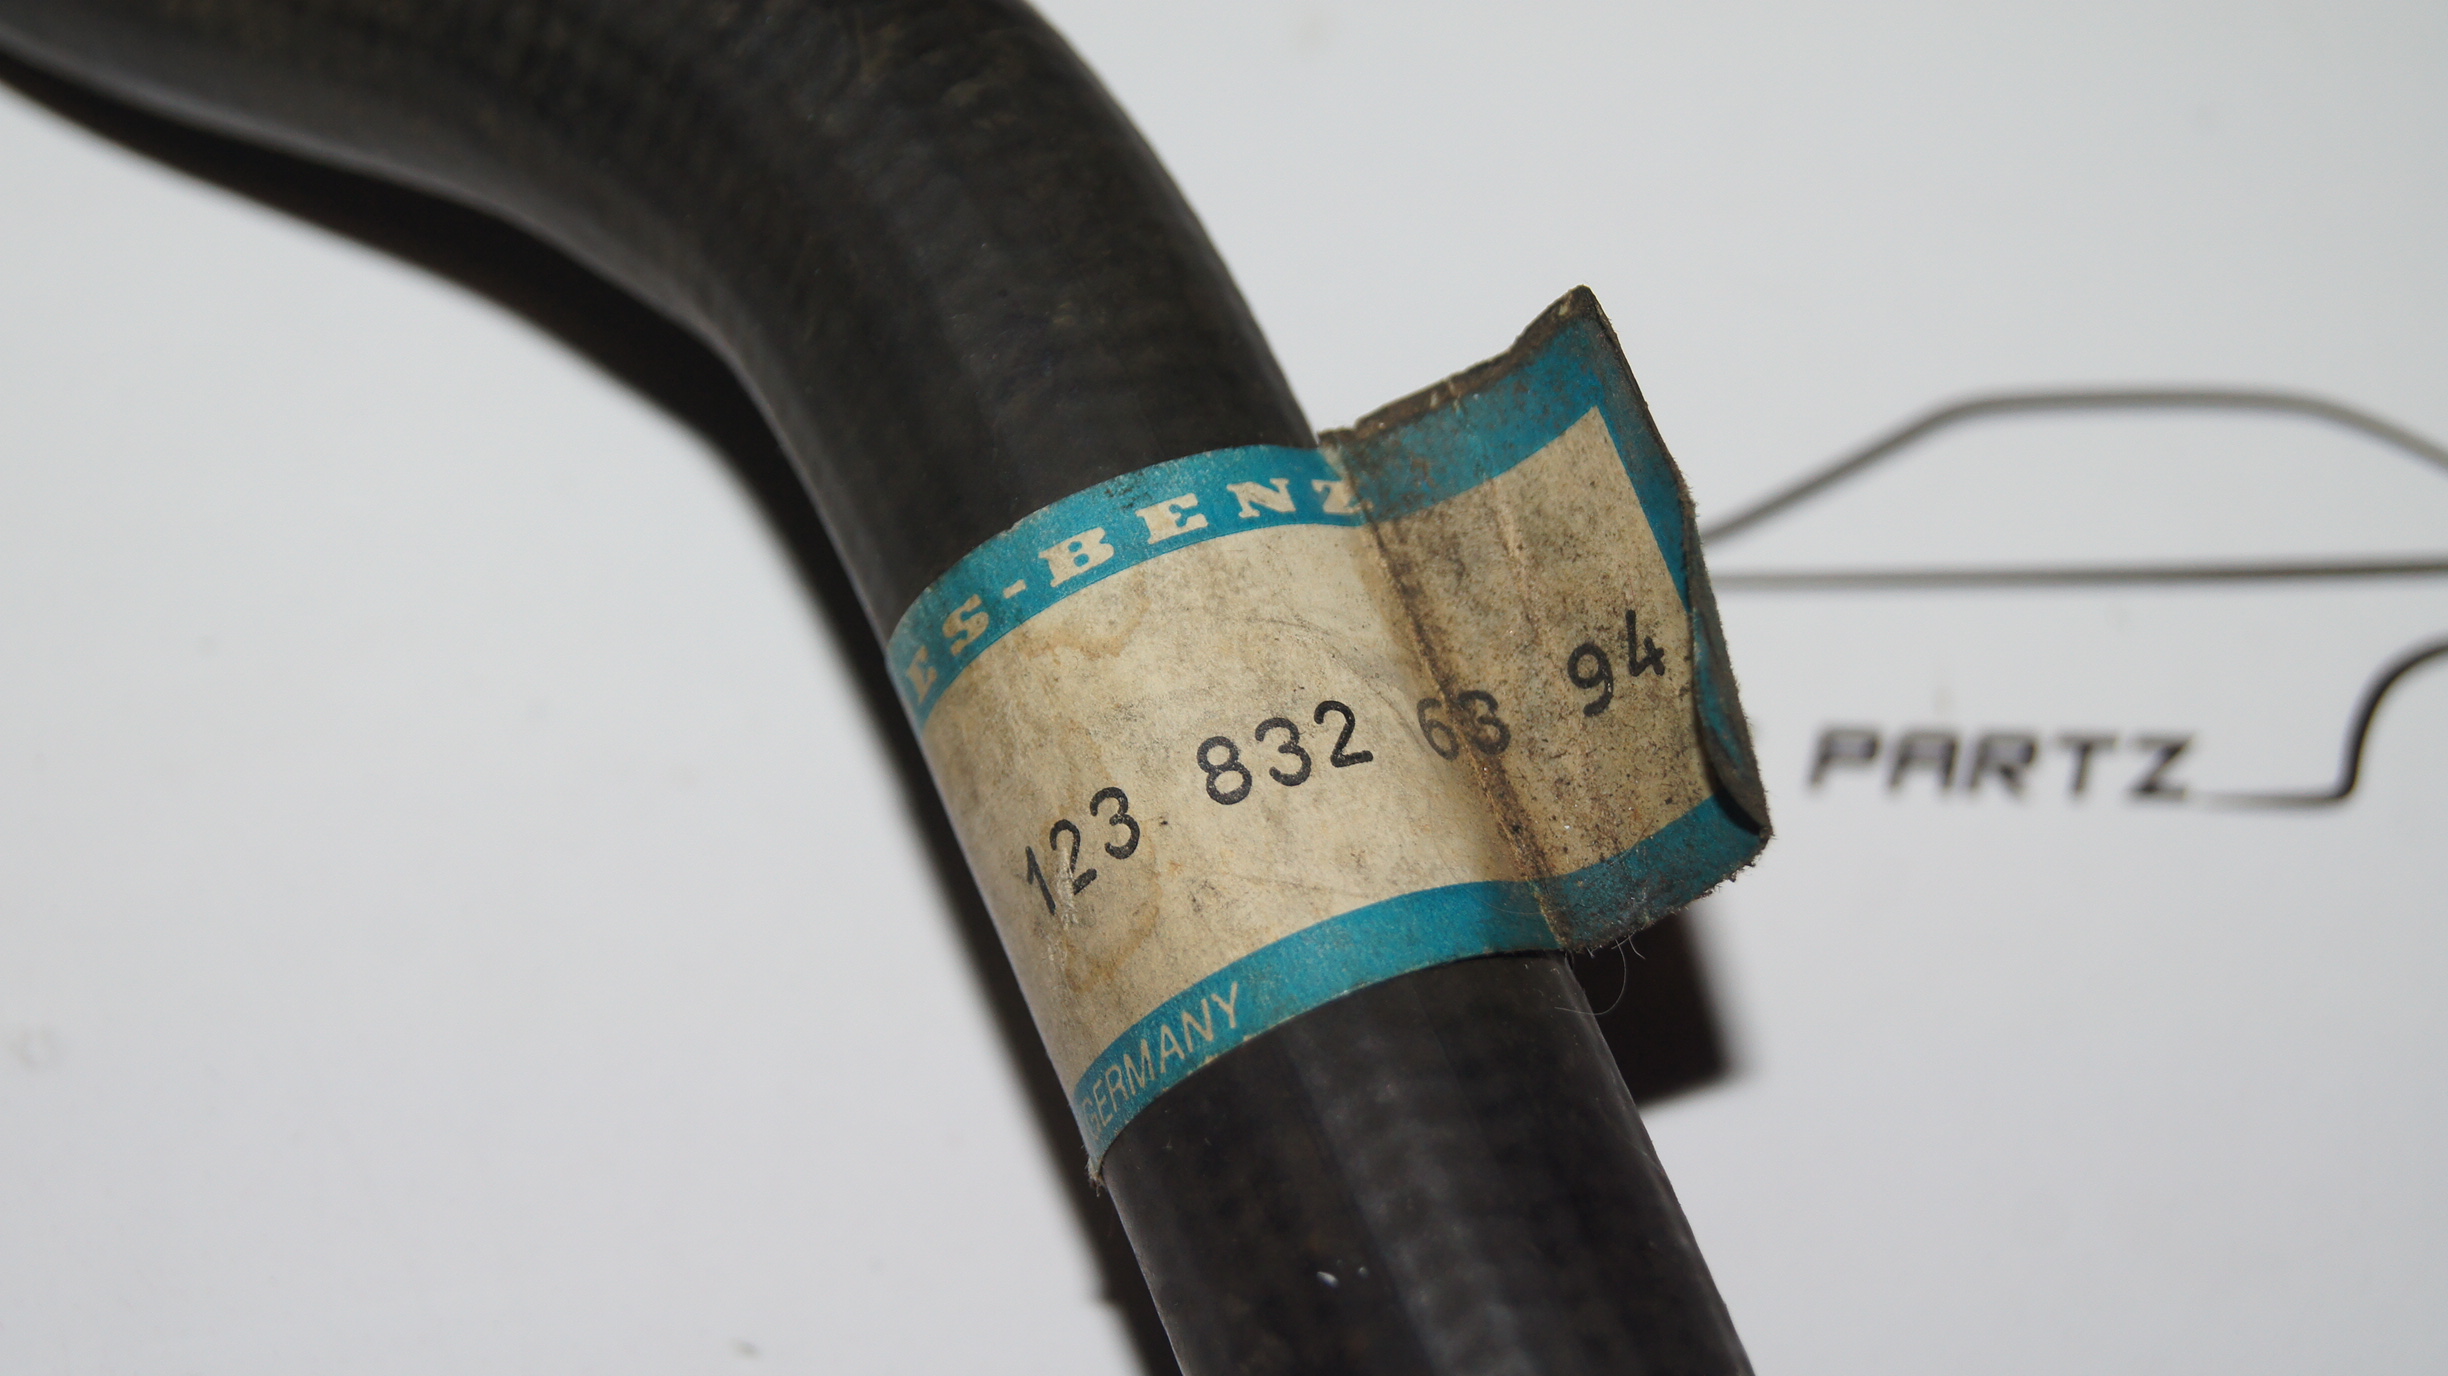 ES-BENZ
123 832 63 94
GERMANY
PARTZ